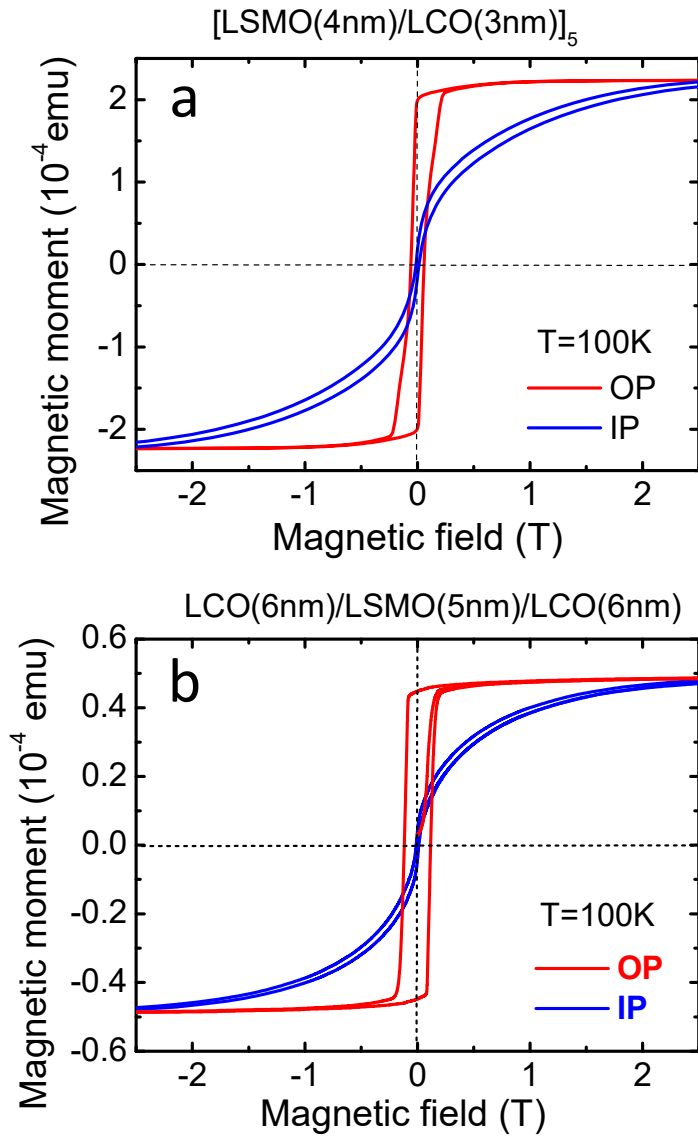 [LSMO(4nm)/LCO(3nm)]5
a
2
1
0
-1
-2
Magnetic moment (10-4 emu)
T=100K
OP
IP
-2 -1 0 1 2
Magnetic field (T)
LCO(6nm)/LSMO(5nm)/LCO(6nm)
b
0.6
0.4
0.2
0.0
-0.2
-0.4
-0.6
Magnetic moment (10-4 emu)
T=100K
OP
IP
-2 -1 0 1 2
Magnetic field (T)